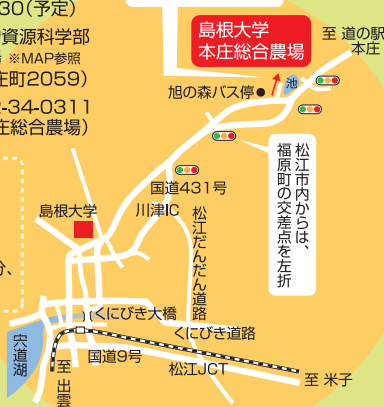 30(予定)
資源科学部
※MAP参照
庄町2059)
-34-0311
庄総合農場)
島根大学
本庄総合農場
至 道の駅
本庄
池
旭の森バス停
松江市内からは、
福原町の交差点を左折
国道431号
川津IC
島根大学
松江だんだん道路
分、
くにびき大橋
くにびき道路
宍道湖
国道9号
松江JCT
至 出雲
至 米子